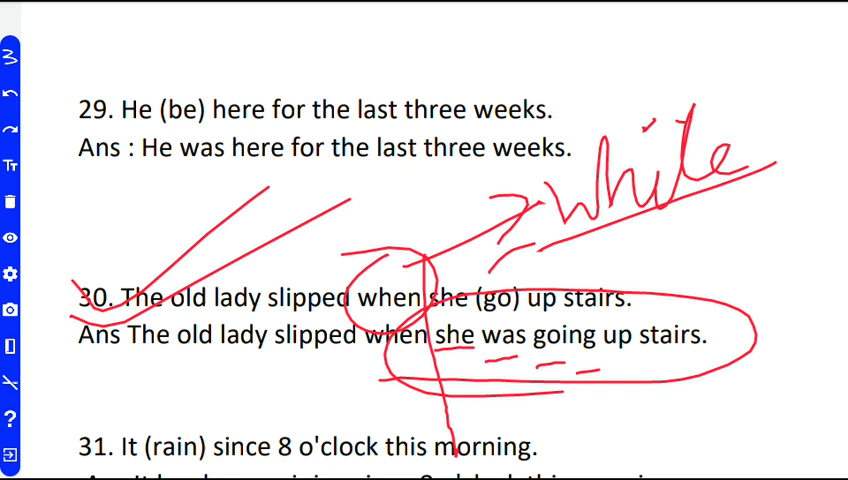 29. He (be) here for the last three weeks.
Ans : He was here for the last three weeks.
while
30. The old lady slipped when she (go) up stairs.
Ans The old lady slipped when she was going up stairs.
31. It (rain) since 8 o'clock this morning.